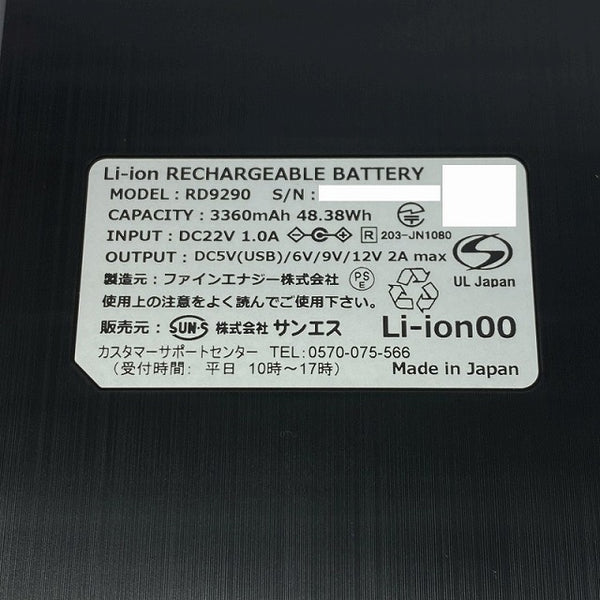 Li-ion RECHARGEABLE BATTERY
MODEL : RD9290 S/N :
CAPACITY : 3360mAh 48.38Wh
INPUT : DC22V 1.0A R 203-JN1080
OUTPUT : DC5V(USB)/6V/9V/12V 2A max
UL Japan
製造元：ファインエナジー株式会社 PSE
使用上の注意をよく読んでご使用下さい。
販売元： SUN・S 株式会社 サンエス Li-ion00
カスタマーサポートセンター TEL：0570-075-566
（受付時間：平日 10時～17時） Made in Japan